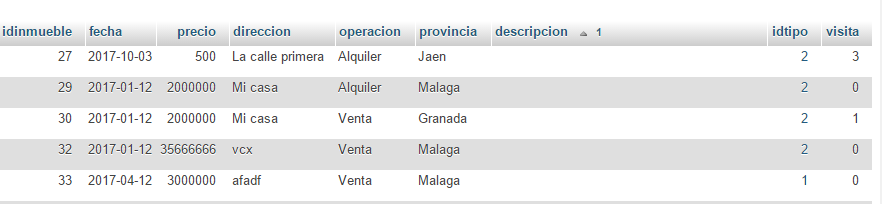 idinmueble fecha precio direccion operacion provincia descripcion 1 idtipo visita
27 2017-10-03 500 La calle primera Alquiler Jaen 2 3
29 2017-01-12 2000000 Mi casa Alquiler Malaga 2 0
30 2017-01-12 2000000 Mi casa Venta Granada 2 1
32 2017-01-12 35666666 vcx Venta Malaga 2 0
33 2017-04-12 3000000 afadf Venta Malaga 1 0